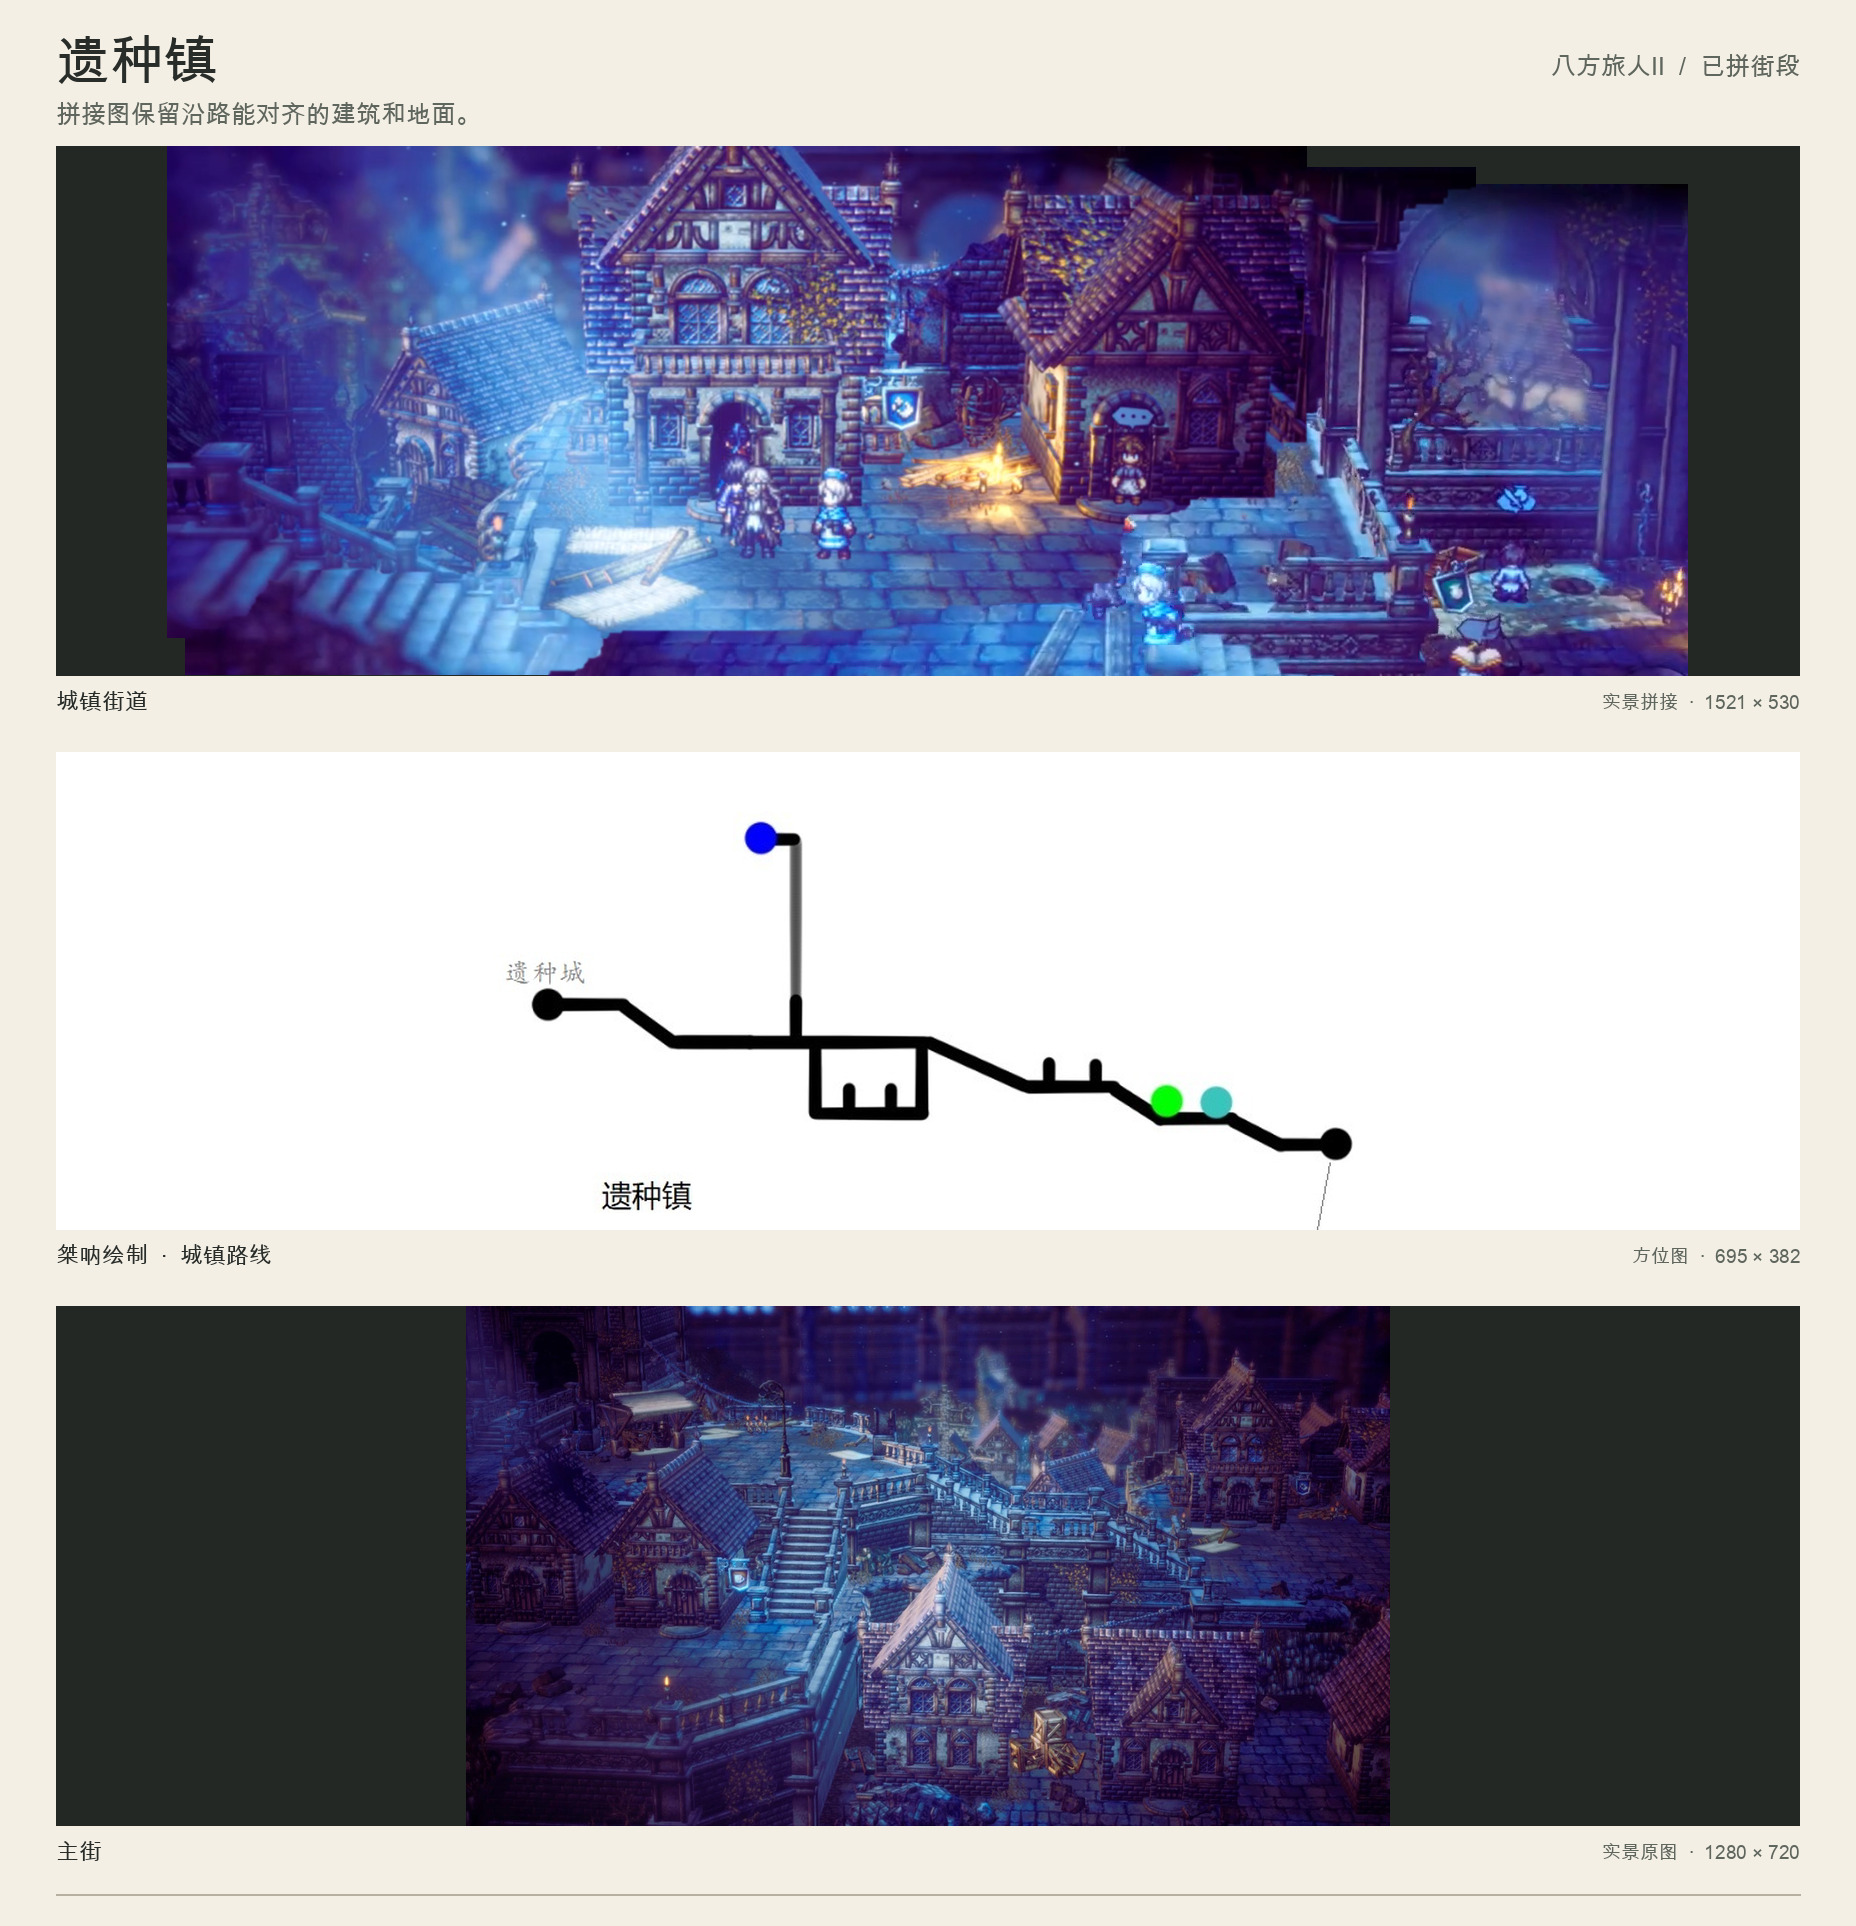 遗种镇
八方旅人II / 已拼街段
拼接图保留沿路能对齐的建筑和地面。
城镇街道
实景拼接 · 1521 × 530
遗种城
遗种镇
桀呐绘制 · 城镇路线
方位图 · 695 × 382
主街
实景原图 · 1280 × 720